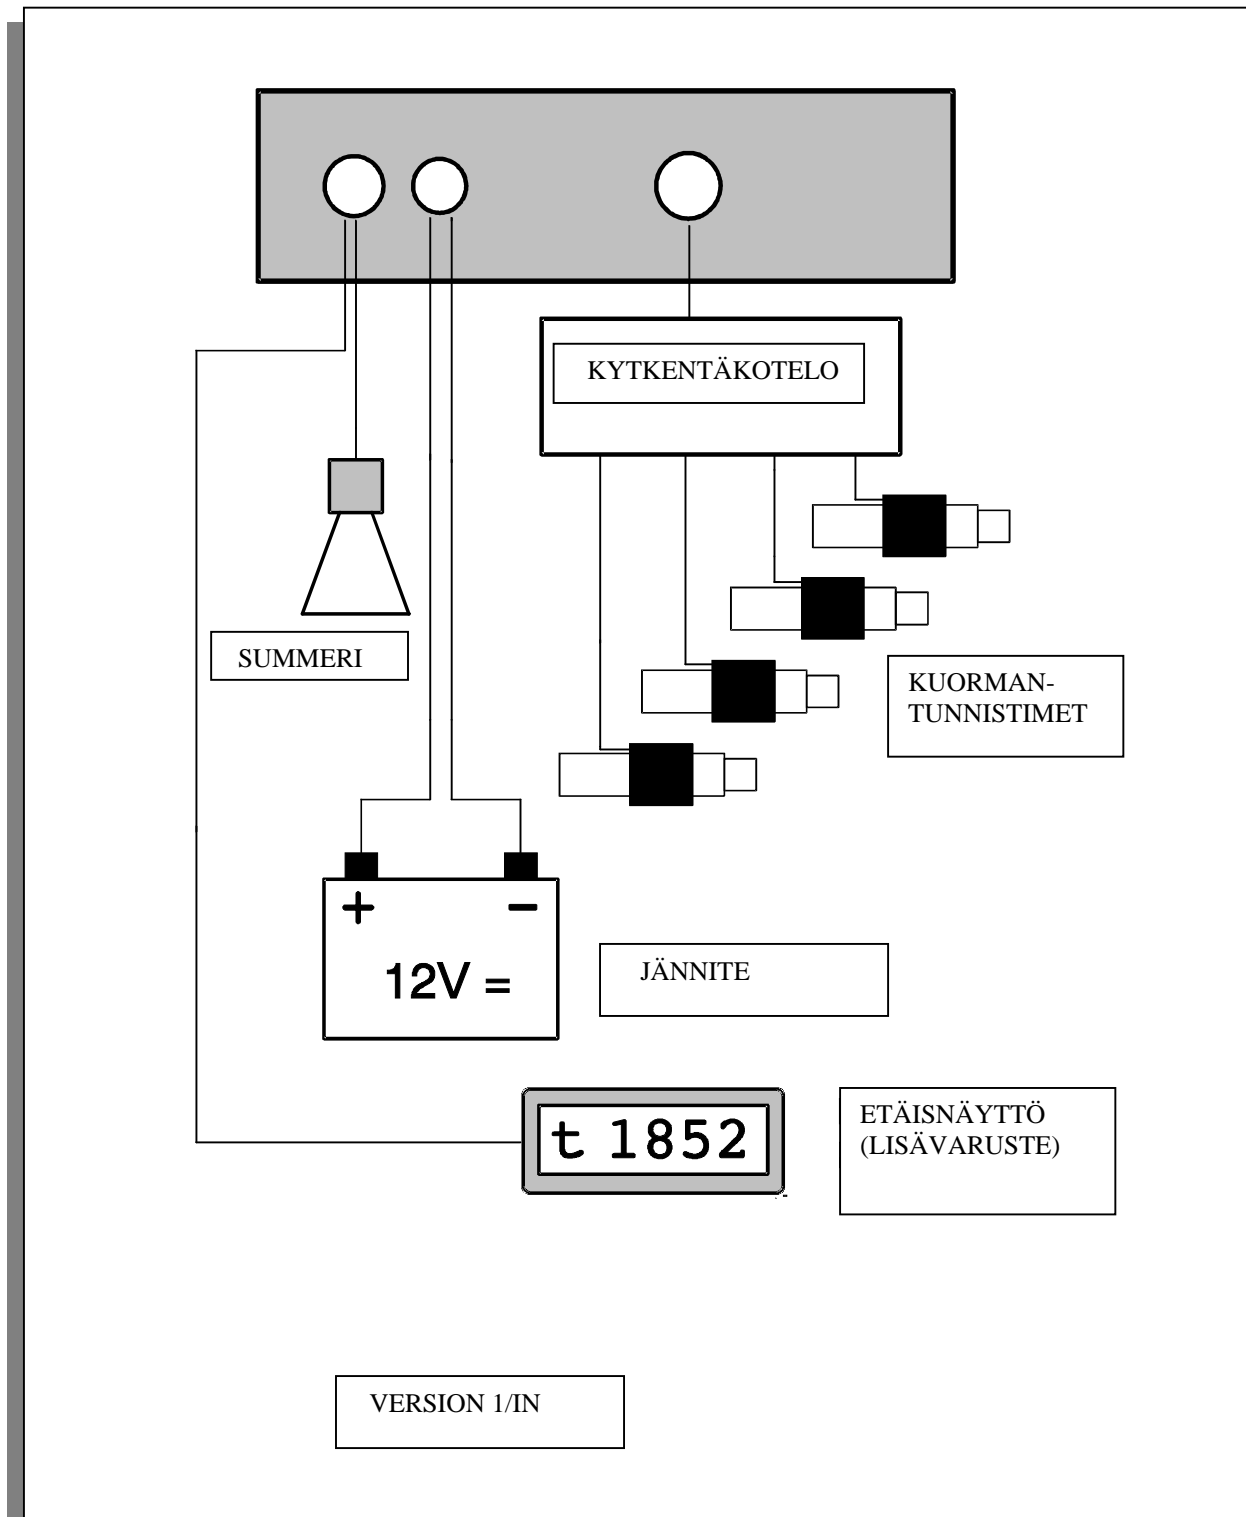 KYTKENTÄKOTELO
SUMMERI
KUORMAN-
TUNNISTIMET
+ −
12V =
JÄNNITE
t 1852
ETÄISNÄYTTÖ
(LISÄVARUSTE)
VERSION 1/IN